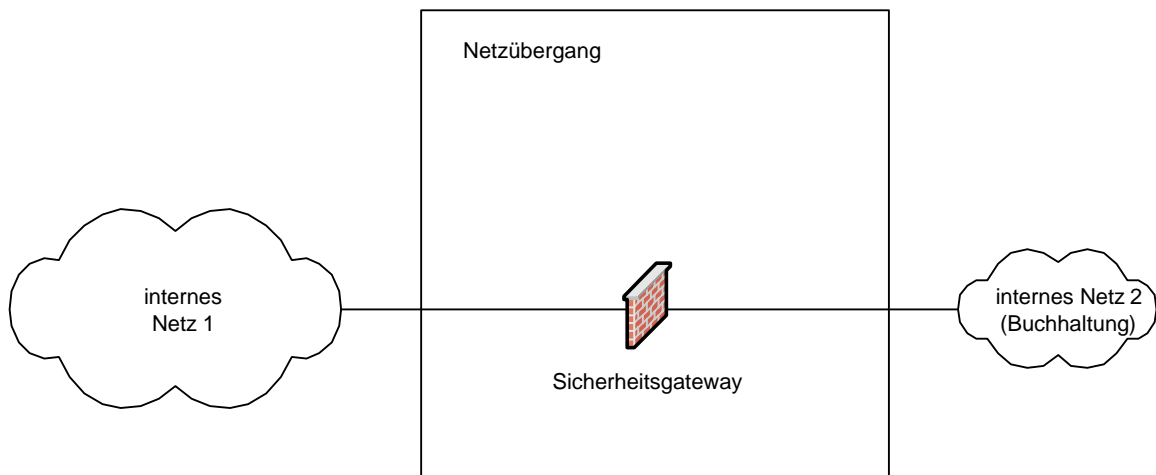 Netzübergang
internes
Netz 1
internes Netz 2
(Buchhaltung)
Sicherheitsgateway